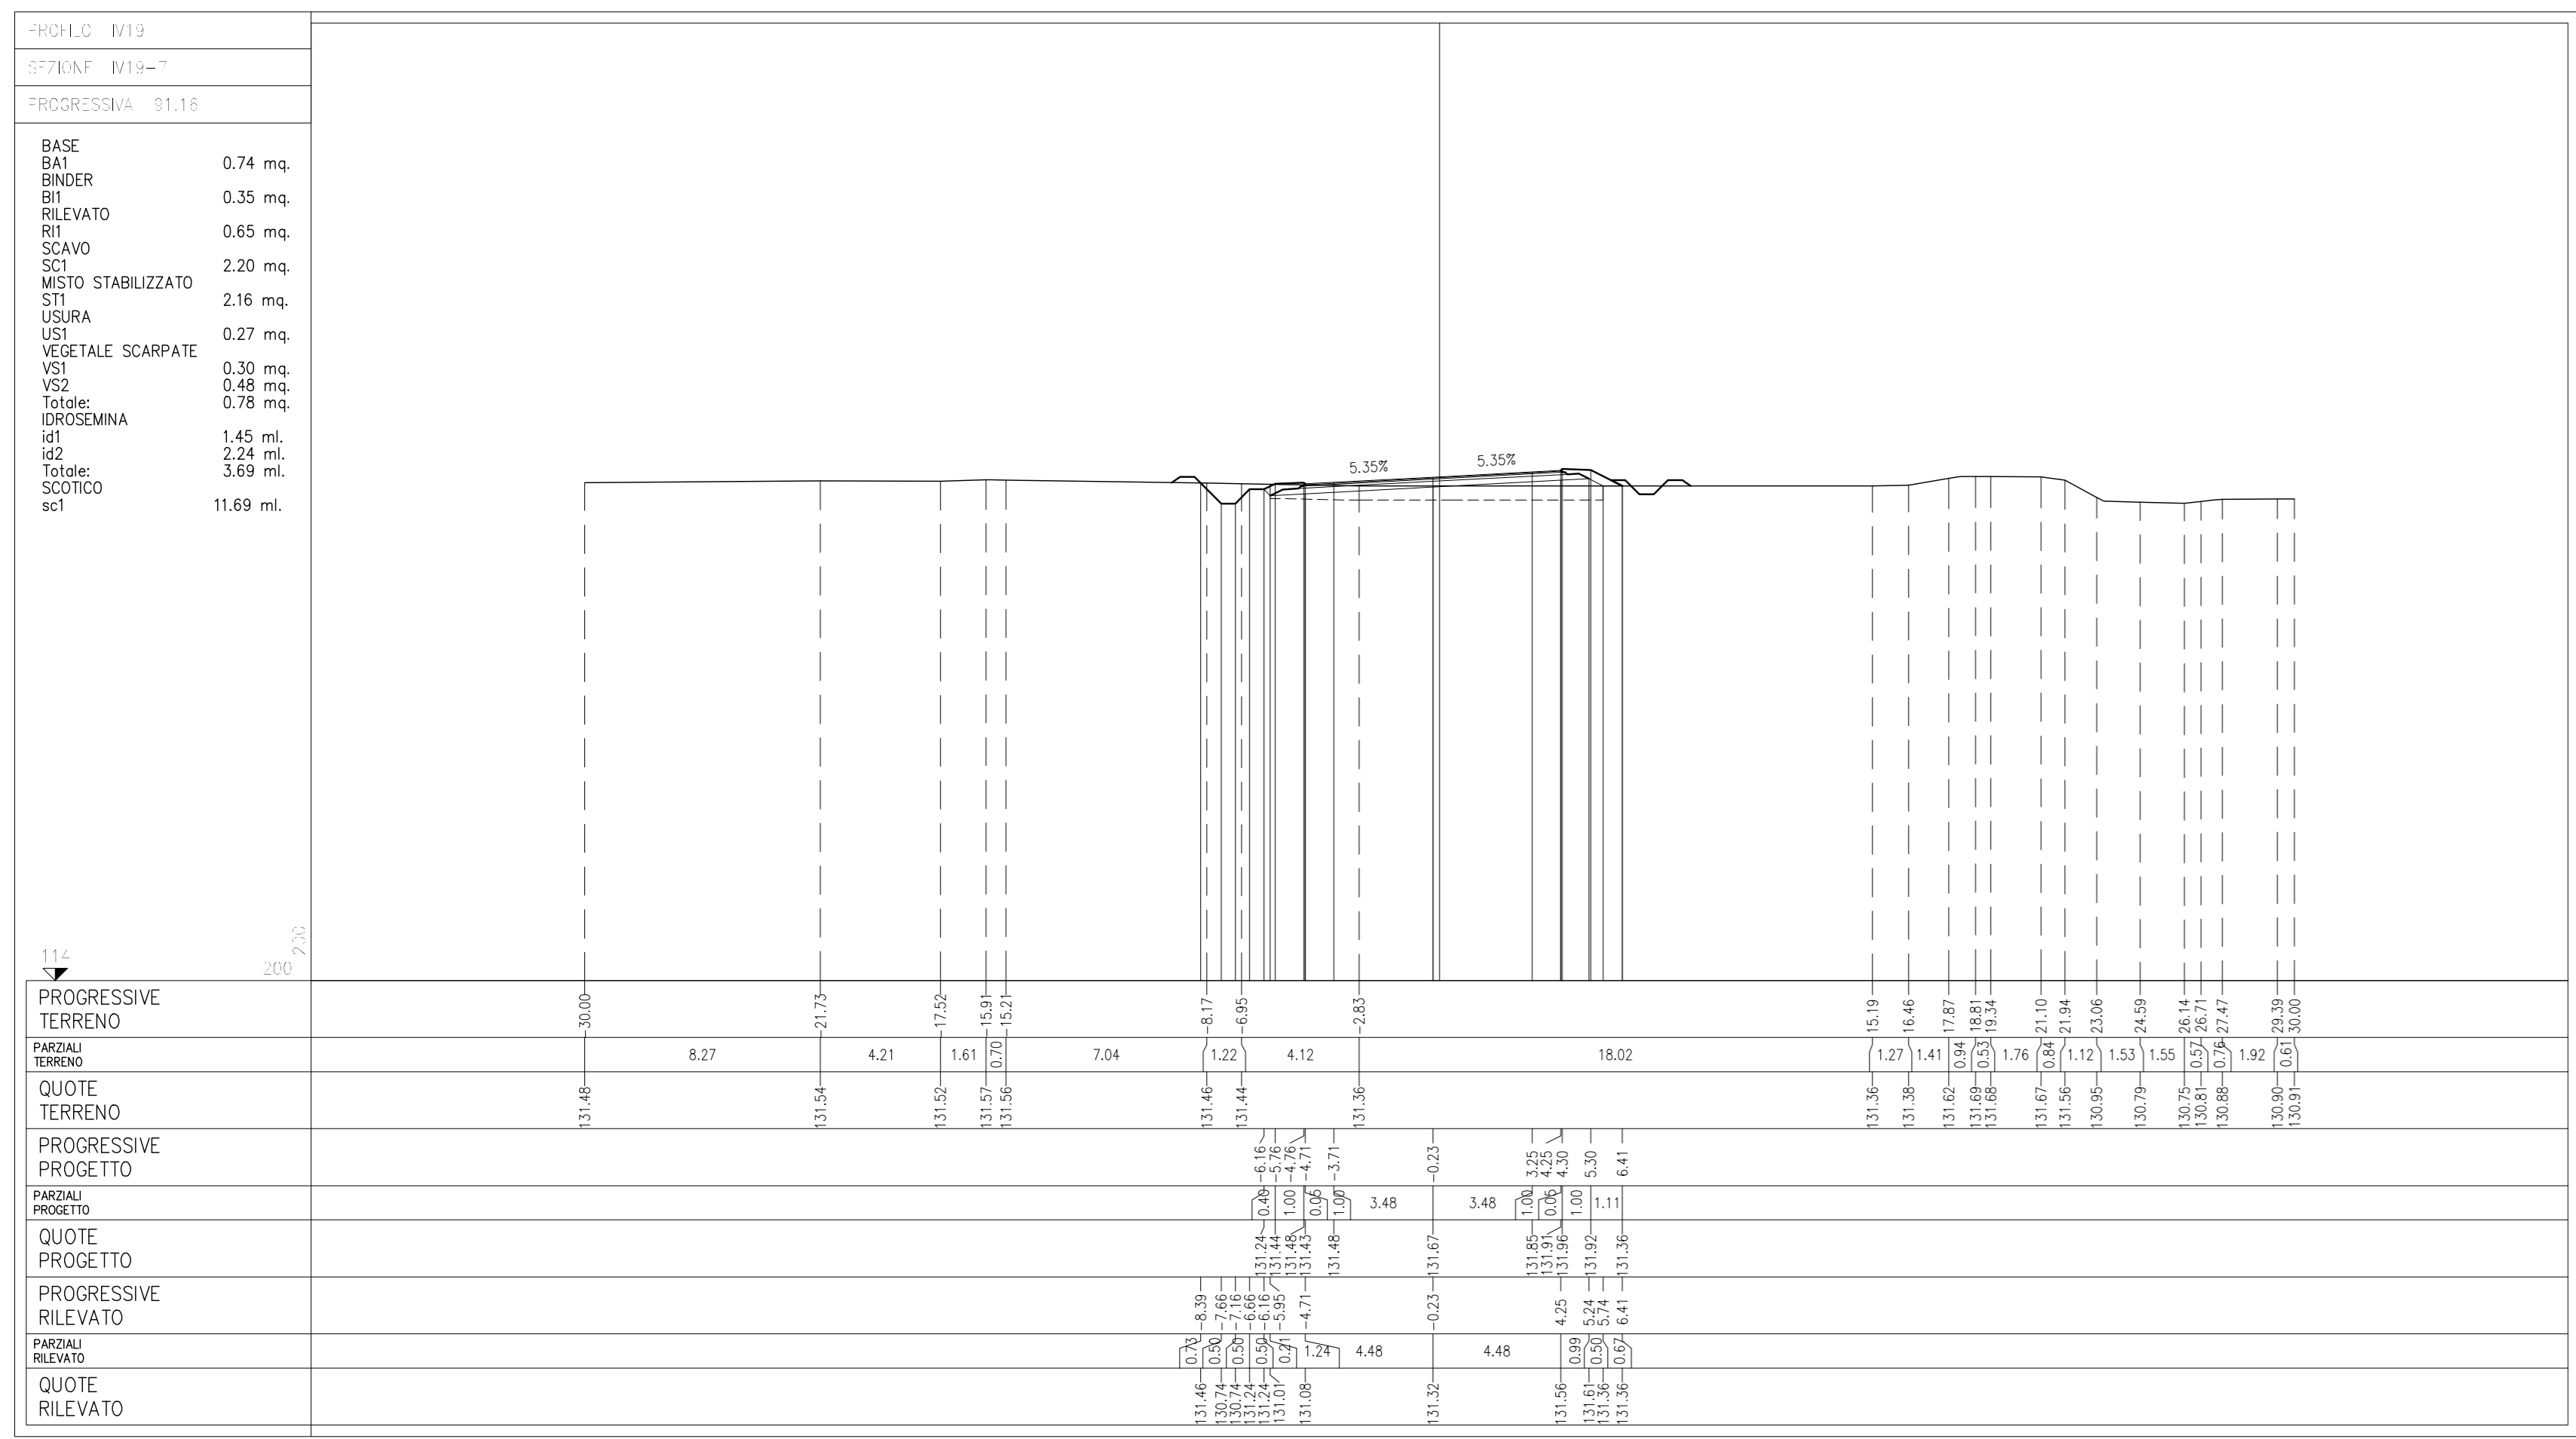 PROFILO IV19
SEZIONE IV19-7
PROGRESSIVA 91.16
BASE
BA1 0.74 mq.
BINDER
BI1 0.35 mq.
RILEVATO
RI1 0.65 mq.
SCAVO
SC1 2.20 mq.
MISTO STABILIZZATO
ST1 2.16 mq.
USURA
US1 0.27 mq.
VEGETALE SCARPATE
VS1 0.30 mq.
VS2 0.48 mq.
Totale: 0.78 mq.
IDROSEMINA
id1 1.45 ml.
id2 2.24 ml.
Totale: 3.69 ml.
SCOTICO
sc1 11.69 ml.
5.35% 5.35%
114 200 200
PROGRESSIVE
TERRENO
-30.00 -21.73 -17.52 -15.91 -15.21 -8.17 -6.95 -2.83 15.19 16.46 17.87 18.81 19.34 21.10 21.94 23.06 24.59 26.14 26.71 27.47 29.39 30.00
PARZIALI
TERRENO
8.27 4.21 1.61 0.70 7.04 1.22 4.12 18.02 1.27 1.41 0.94 0.53 1.76 0.84 1.12 1.53 1.55 0.57 0.76 1.92 0.61
QUOTE
TERRENO
131.48 131.54 131.52 131.57 131.56 131.46 131.44 131.36 131.36 131.38 131.62 131.69 131.68 131.67 131.56 130.95 130.79 130.75 130.81 130.88 130.90 130.91
PROGRESSIVE
PROGETTO
-6.16 -5.76 -4.76 -4.71 -3.71 -0.23 3.25 4.25 4.30 5.30 6.41
PARZIALI
PROGETTO
0.40 1.00 0.05 1.00 3.48 3.48 1.00 0.05 1.00 1.11
QUOTE
PROGETTO
131.24 131.44 131.48 131.43 131.48 131.67 131.85 131.91 131.96 131.92 131.36
PROGRESSIVE
RILEVATO
-8.39 -7.66 -7.16 -6.66 -6.16 -5.95 -4.71 -0.23 4.25 5.24 5.74 6.41
PARZIALI
RILEVATO
0.73 0.50 0.50 0.50 0.21 1.24 4.48 4.48 0.99 0.50 0.67
QUOTE
RILEVATO
131.46 130.74 130.74 131.24 131.24 131.01 131.08 131.32 131.56 131.61 131.36 131.36